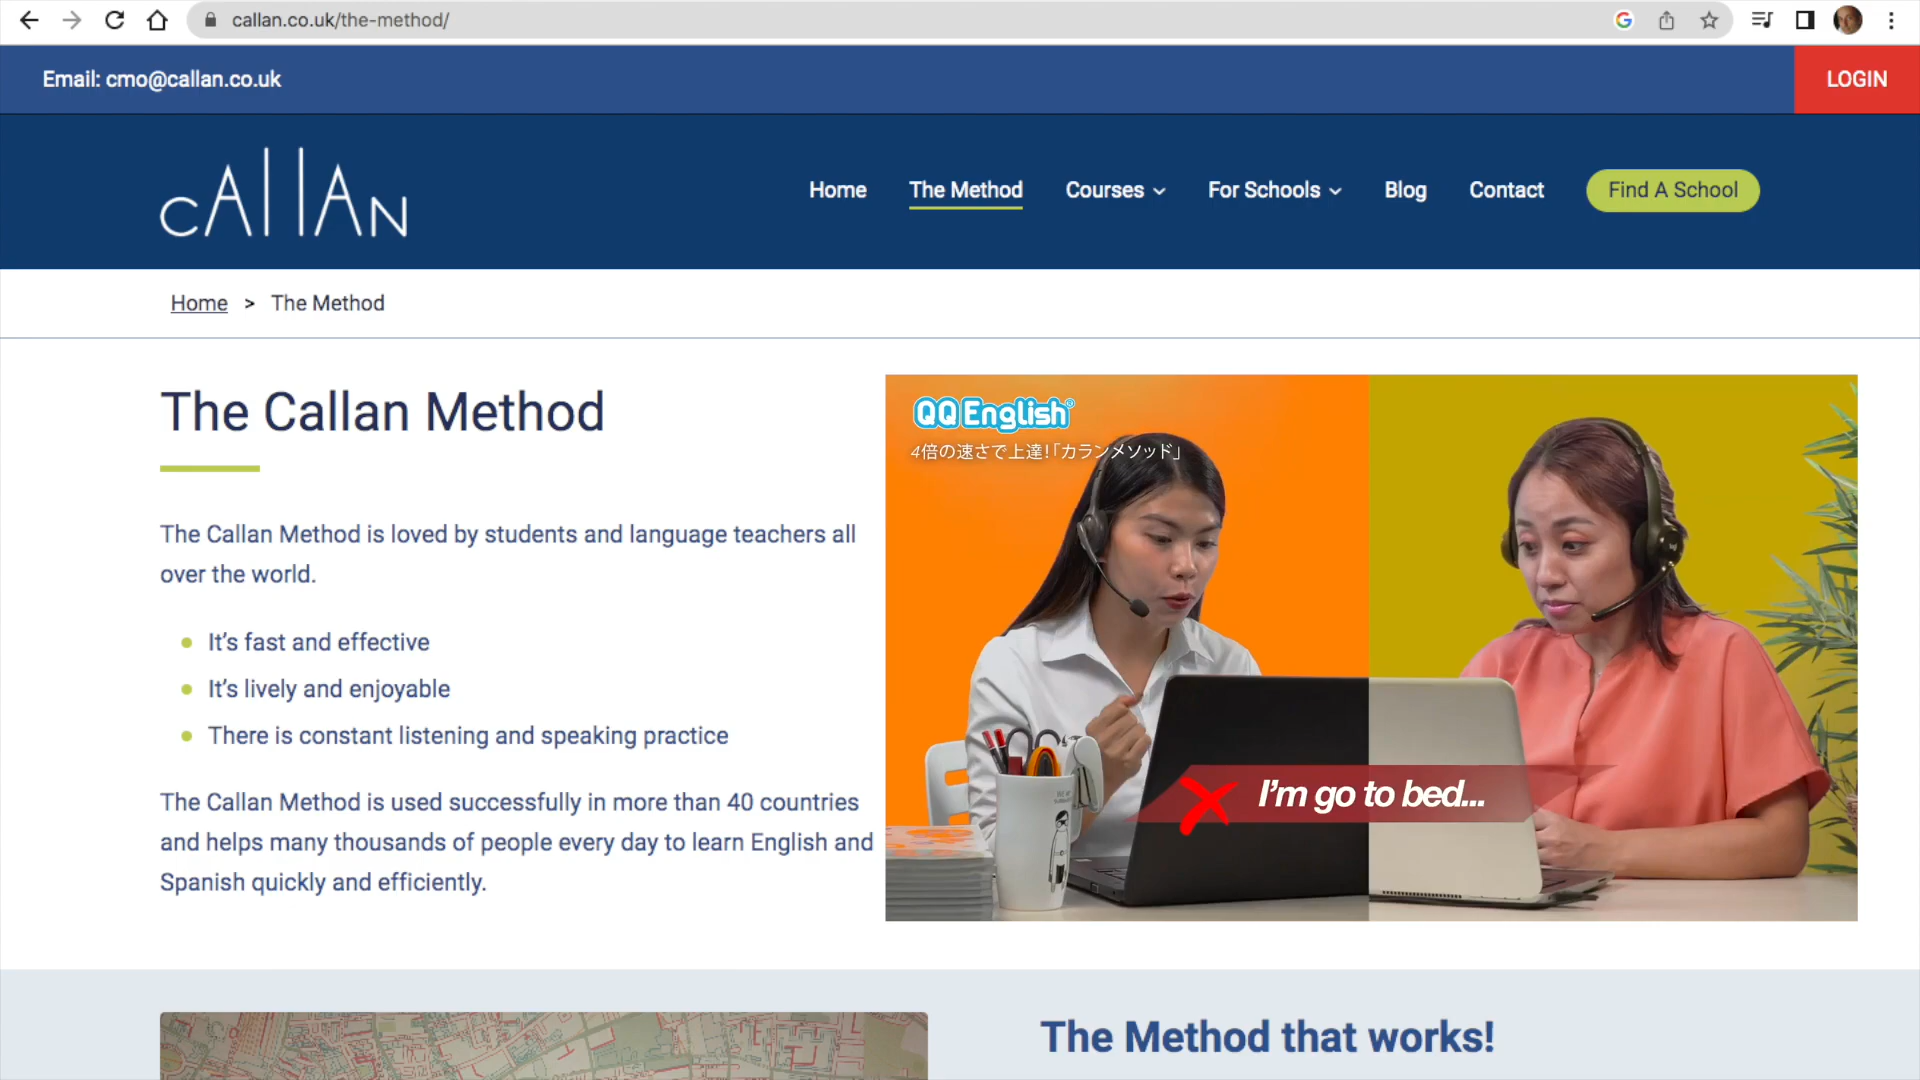 callan.co.uk/the-method/
Email: cmo@callan.co.uk
LOGIN
CAllAN
Home
The Method
Courses
For Schools
Blog
Contact
Find A School
Home > The Method
The Callan Method
The Callan Method is loved by students and language teachers all
over the world.
It’s fast and effective
It’s lively and enjoyable
There is constant listening and speaking practice
The Callan Method is used successfully in more than 40 countries
and helps many thousands of people every day to learn English and
Spanish quickly and efficiently.
QQEnglish®
4倍の速さで上達!「カランメソッド」
I’m go to bed...
The Method that works!